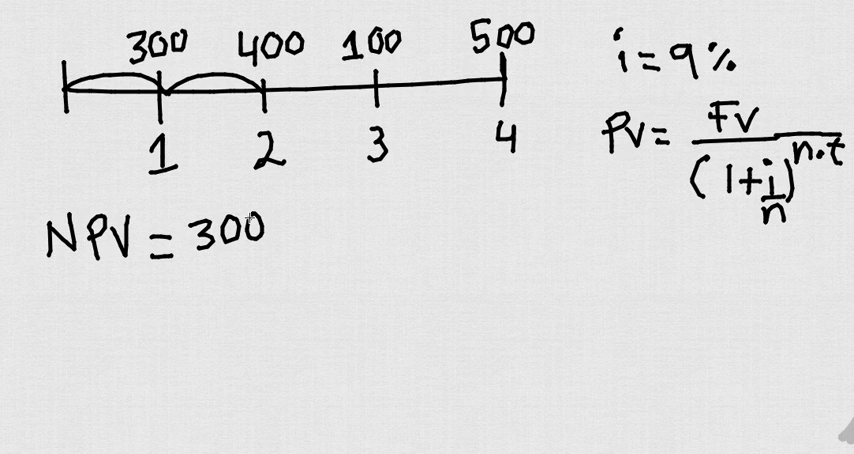 300 400 100 500
1 2 3 4
i = 9%
PV = FV / (1 + i/n)^n·t
NPV = 300